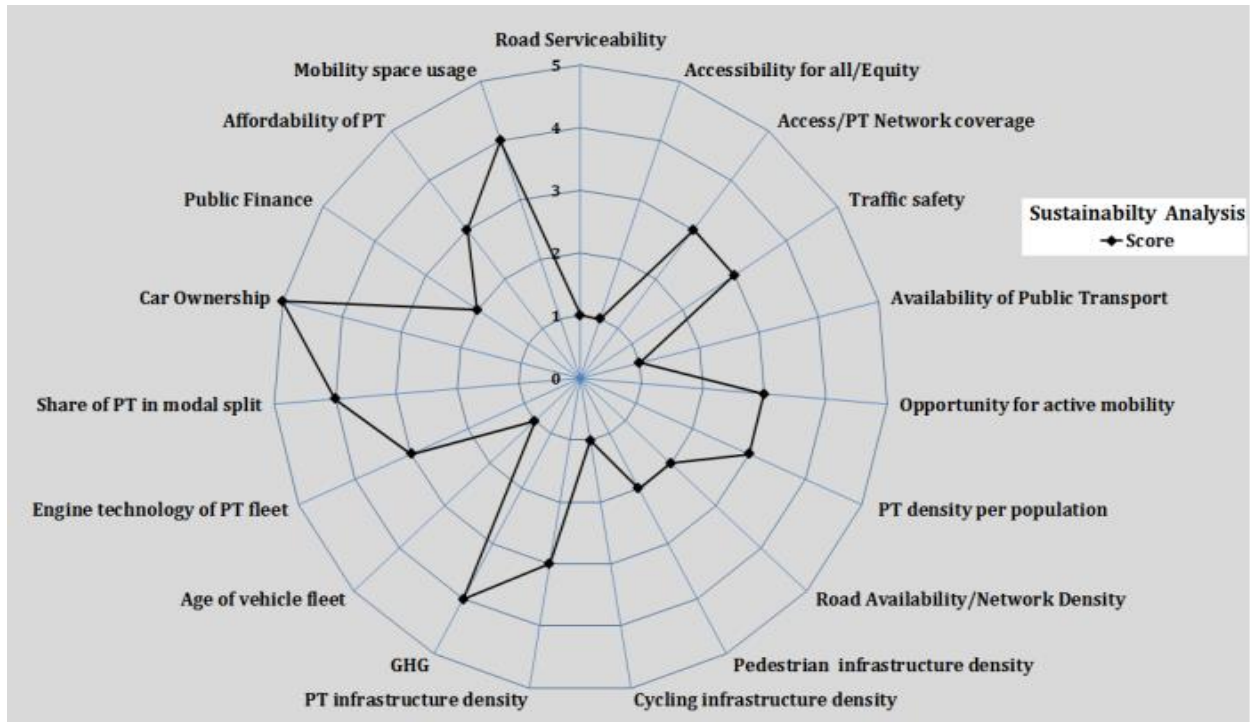 Road Serviceability
Mobility space usage
5
Accessibility for all/Equity
Affordability of PT
4
Access/PT Network coverage
Public Finance
3
Traffic safety
Sustainabilty Analysis
Score
2
Car Ownership
1
Availability of Public Transport
0
Share of PT in modal split
Opportunity for active mobility
Engine technology of PT fleet
PT density per population
Age of vehicle fleet
Road Availability/Network Density
GHG
Pedestrian infrastructure density
PT infrastructure density
Cycling infrastructure density